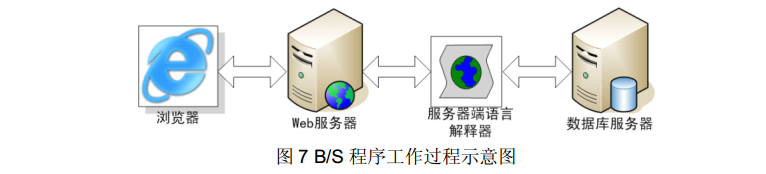 浏览器
Web服务器
服务器端语言
解释器
数据库服务器
图 7 B/S 程序工作过程示意图